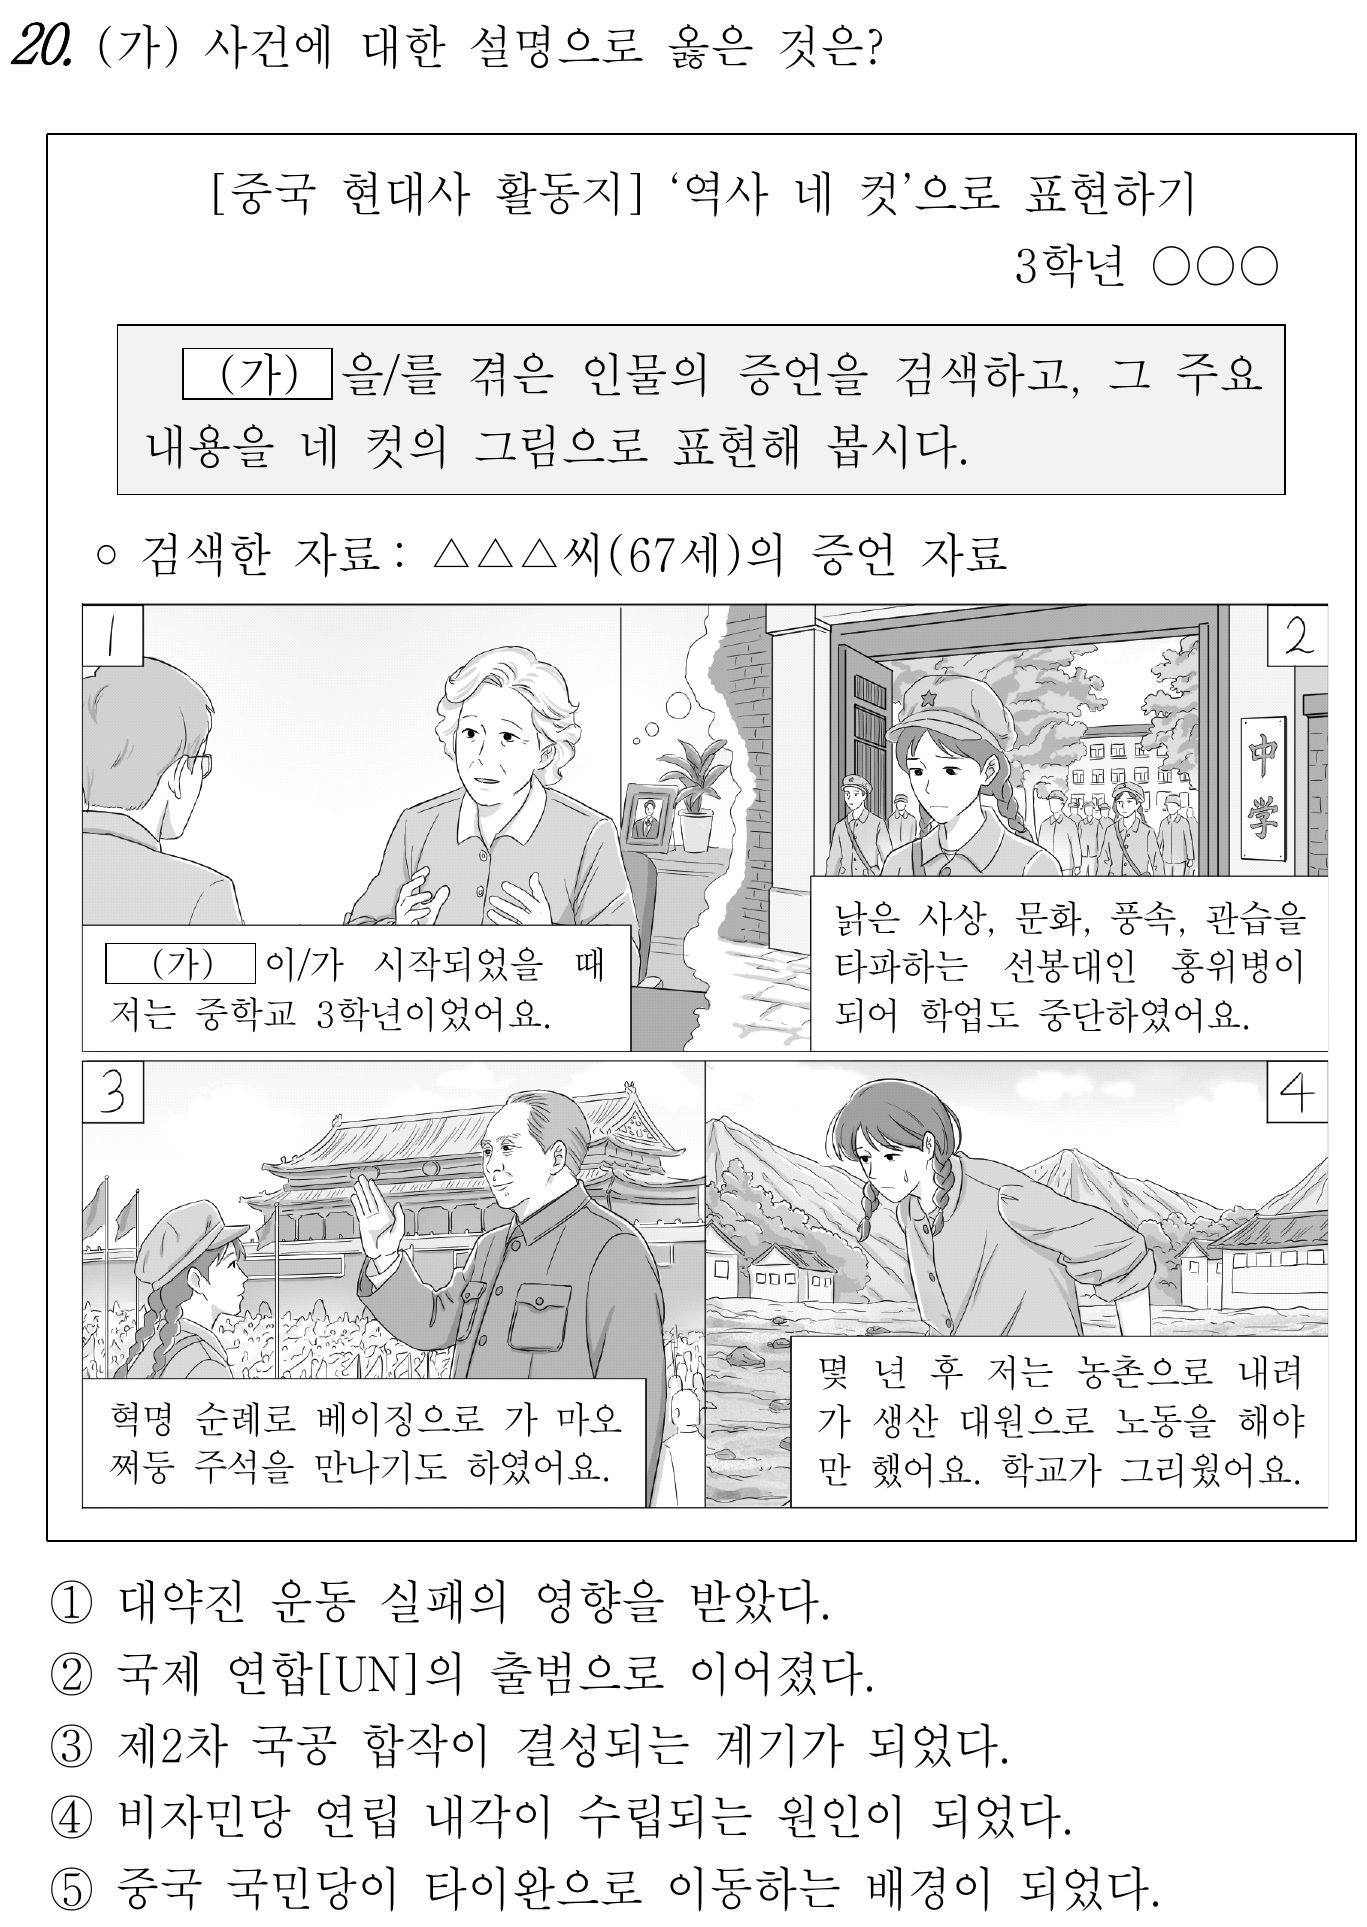 20. (가) 사건에 대한 설명으로 옳은 것은?
[중국 현대사 활동지] ‘역사 네 컷’으로 표현하기
3학년 ○○○
(가) 을/를 겪은 인물의 증언을 검색하고, 그 주요
내용을 네 컷의 그림으로 표현해 봅시다.
○ 검색한 자료: △△△씨(67세)의 증언 자료
1
(가) 이/가 시작되었을 때
저는 중학교 3학년이었어요.
2
中
学
낡은 사상, 문화, 풍속, 관습을
타파하는 선봉대인 홍위병이
되어 학업도 중단하였어요.
3
혁명 순례로 베이징으로 가 마오
쩌둥 주석을 만나기도 하였어요.
4
몇 년 후 저는 농촌으로 내려
가 생산 대원으로 노동을 해야
만 했어요. 학교가 그리웠어요.
① 대약진 운동 실패의 영향을 받았다.
② 국제 연합[UN]의 출범으로 이어졌다.
③ 제2차 국공 합작이 결성되는 계기가 되었다.
④ 비자민당 연립 내각이 수립되는 원인이 되었다.
⑤ 중국 국민당이 타이완으로 이동하는 배경이 되었다.